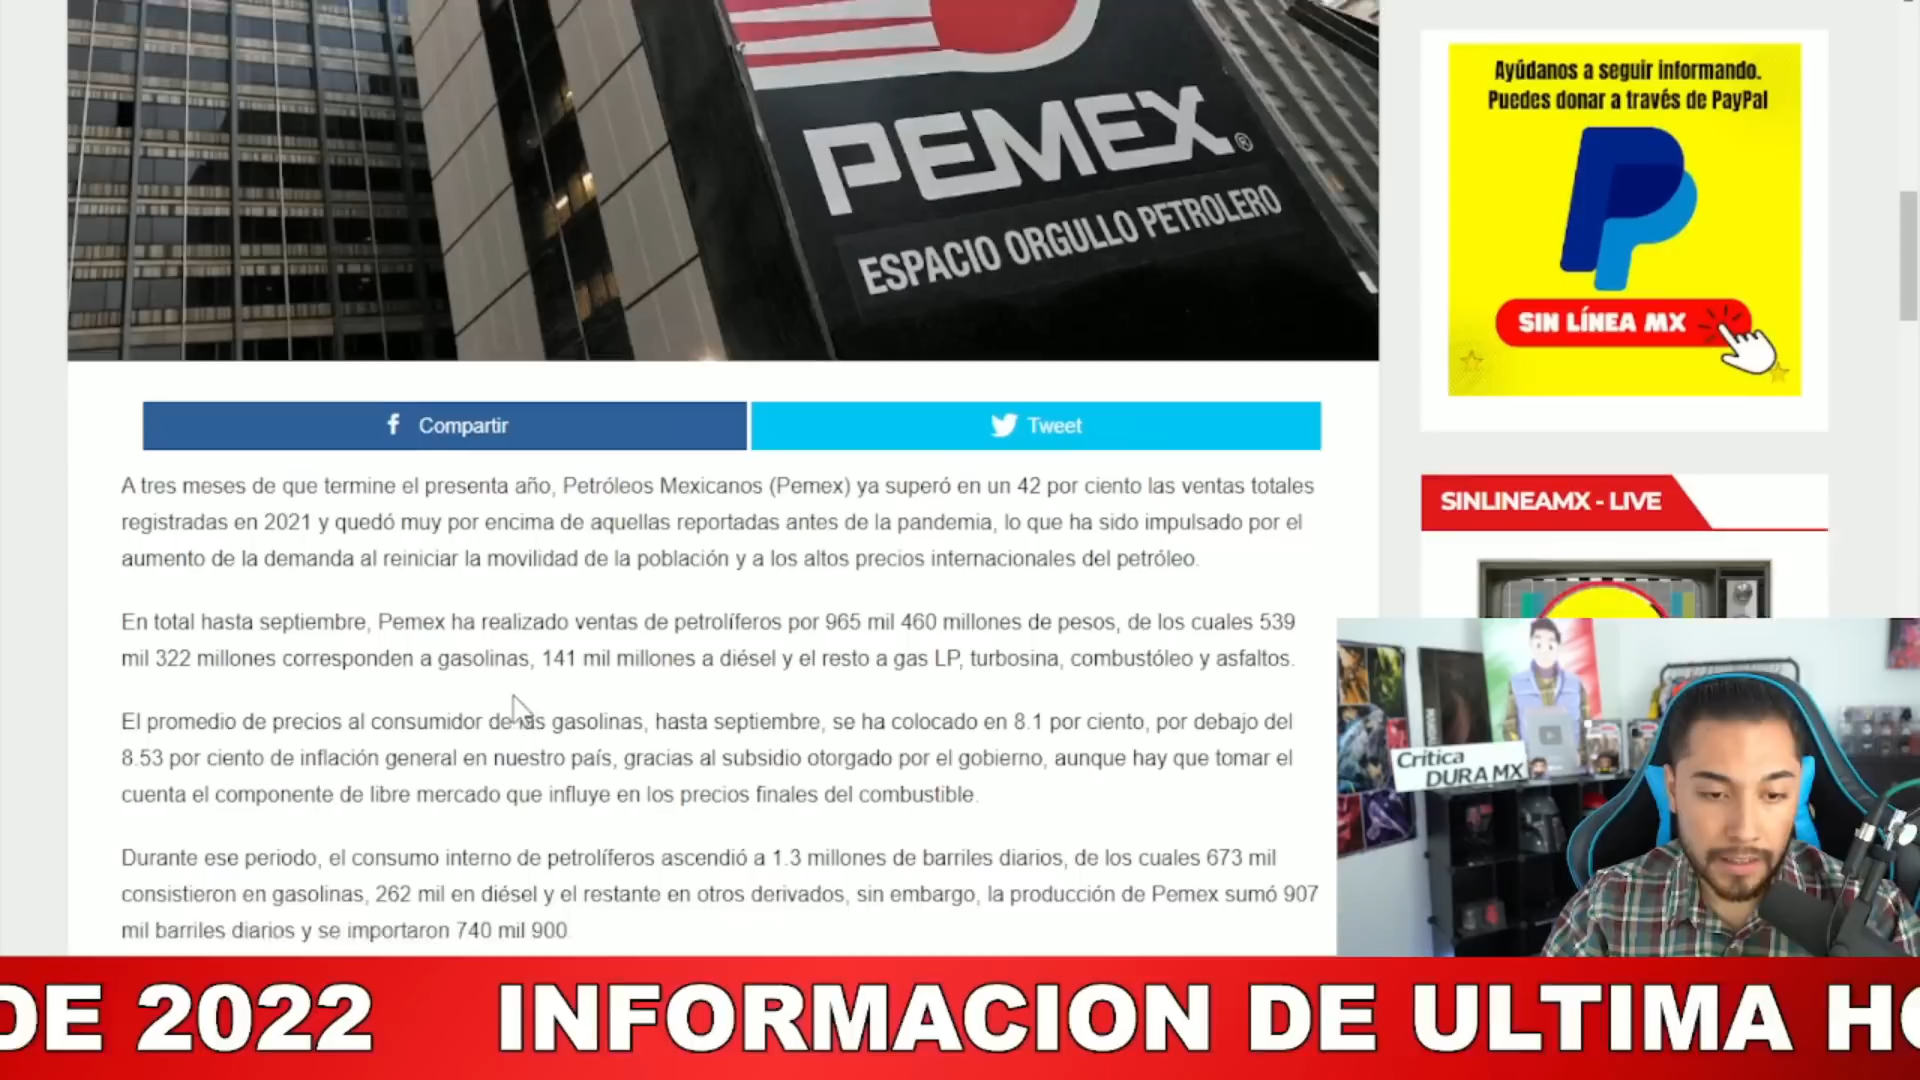 PEMEX®
ESPACIO ORGULLO PETROLERO
Compartir
Tweet
A tres meses de que termine el presenta año, Petróleos Mexicanos (Pemex) ya superó en un 42 por ciento las ventas totales
registradas en 2021 y quedó muy por encima de aquellas reportadas antes de la pandemia, lo que ha sido impulsado por el
aumento de la demanda al reiniciar la movilidad de la población y a los altos precios internacionales del petróleo.
En total hasta septiembre, Pemex ha realizado ventas de petrolíferos por 965 mil 460 millones de pesos, de los cuales 539
mil 322 millones corresponden a gasolinas, 141 mil millones a diésel y el resto a gas LP, turbosina, combustóleo y asfaltos.
El promedio de precios al consumidor de las gasolinas, hasta septiembre, se ha colocado en 8.1 por ciento, por debajo del
8.53 por ciento de inflación general en nuestro país, gracias al subsidio otorgado por el gobierno, aunque hay que tomar el
cuenta el componente de libre mercado que influye en los precios finales del combustible.
Durante ese periodo, el consumo interno de petrolíferos ascendió a 1.3 millones de barriles diarios, de los cuales 673 mil
consistieron en gasolinas, 262 mil en diésel y el restante en otros derivados, sin embargo, la producción de Pemex sumó 907
mil barriles diarios y se importaron 740 mil 900.
Ayúdanos a seguir informando.
Puedes donar a través de PayPal
SIN LÍNEA MX
SINLINEAMX - LIVE
Crítica
DURA MX
DE 2022 INFORMACION DE ULTIMA HO